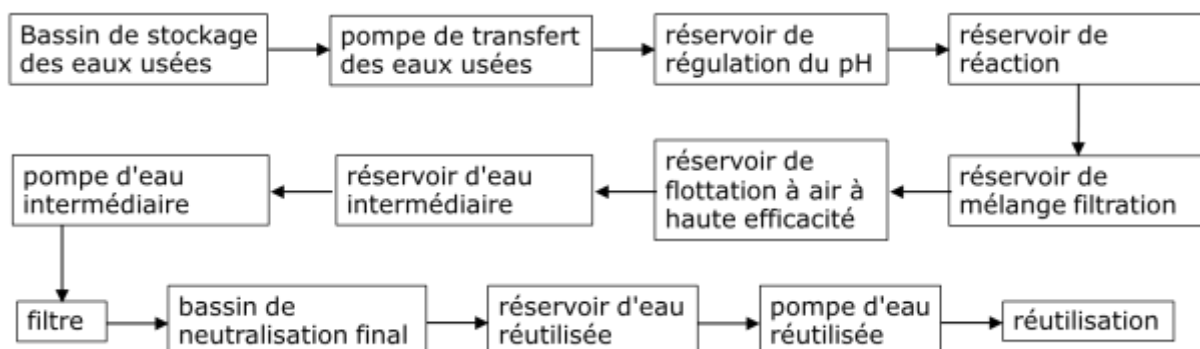 Bassin de stockage
des eaux usées
pompe de transfert
des eaux usées
réservoir de
régulation du pH
réservoir de
réaction
réservoir de
mélange filtration
réservoir de
flottation à air à
haute efficacité
réservoir d'eau
intermédiaire
pompe d'eau
intermédiaire
filtre
bassin de
neutralisation final
réservoir d'eau
réutilisée
pompe d'eau
réutilisée
réutilisation